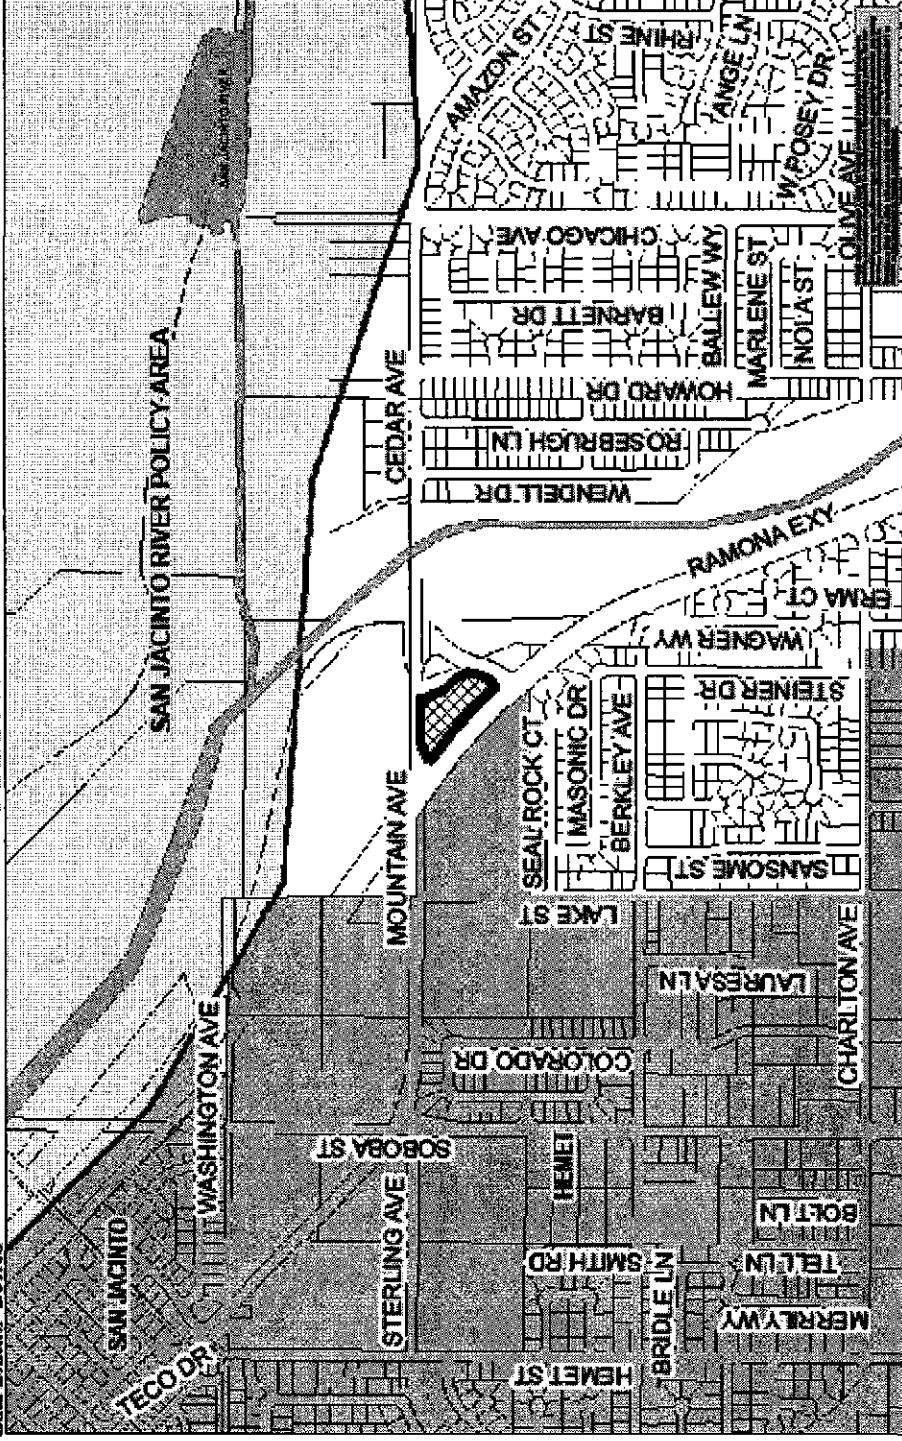 SAN JACINTO RIVER POLICY AREA
SAN JACINTO RIVER
AMAZON ST
RHINE ST
ANGE LN
W. POSEY DR
OLIVE AVE
CHICAGO AVE
BARNETT DR
BALLEW WY
MARLENE ST
NOLA ST
CEDAR AVE
HOWARD DR
ROSEBRUGH LN
WENDELL DR
RAMONA EXY
ERMA CT
WAGNER WY
STEINER DR
SEAL ROCK CT
MASONIC DR
BERKLEY AVE
SANSOME ST
MOUNTAIN AVE
LAKE ST
LAURESA LN
CHARLTON AVE
WASHINGTON AVE
COLORADO DR
SOBOBA ST
HEMET
STERLING AVE
SMITH RD
BRIDLE LN
BOLT LN
TELL LN
MERRILY WY
SAN JACINTO
TECO DR
HEMET ST